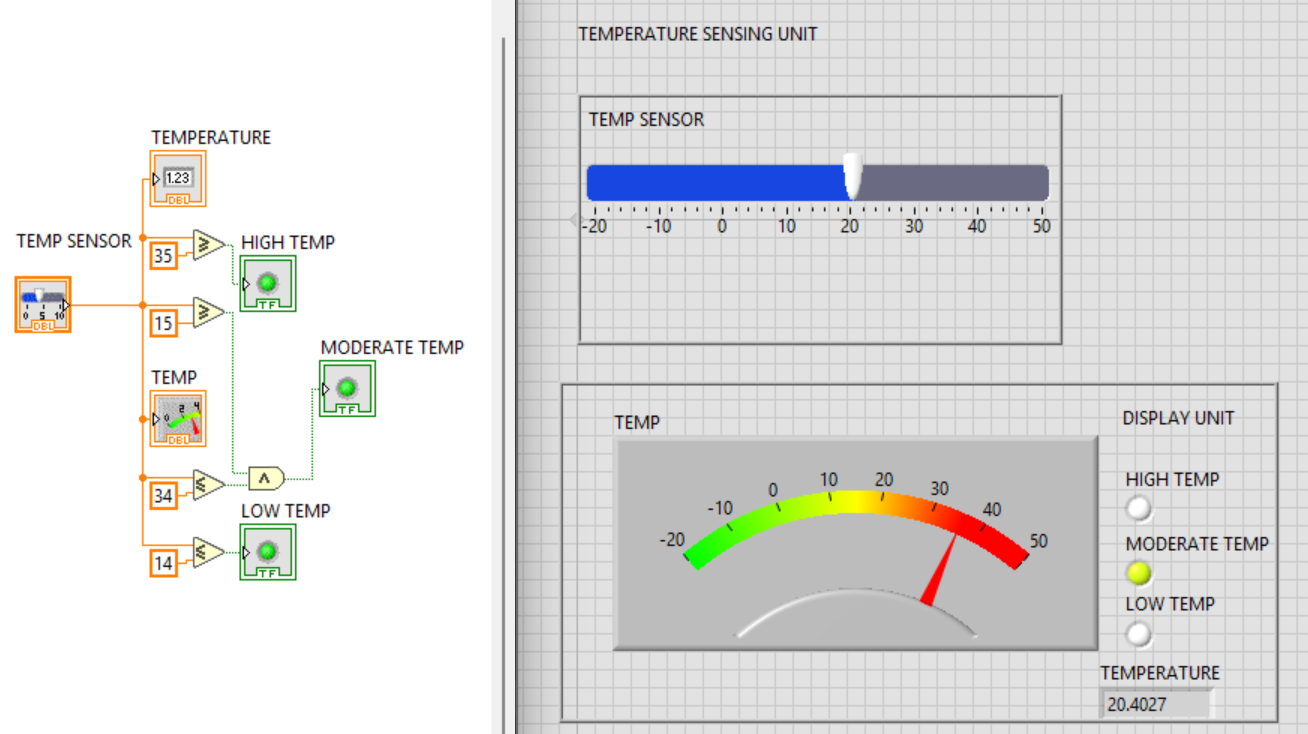 TEMPERATURE
1.23
DBL
TEMP SENSOR
35
HIGH TEMP
TF
0 5 10
DBL
15
MODERATE TEMP
TF
TEMP
0 2 4
DBL
34
14
LOW TEMP
TF
TEMPERATURE SENSING UNIT
TEMP SENSOR
-20 -10 0 10 20 30 40 50
TEMP
-20 -10 0 10 20 30 40 50
DISPLAY UNIT
HIGH TEMP
MODERATE TEMP
LOW TEMP
TEMPERATURE
20.4027